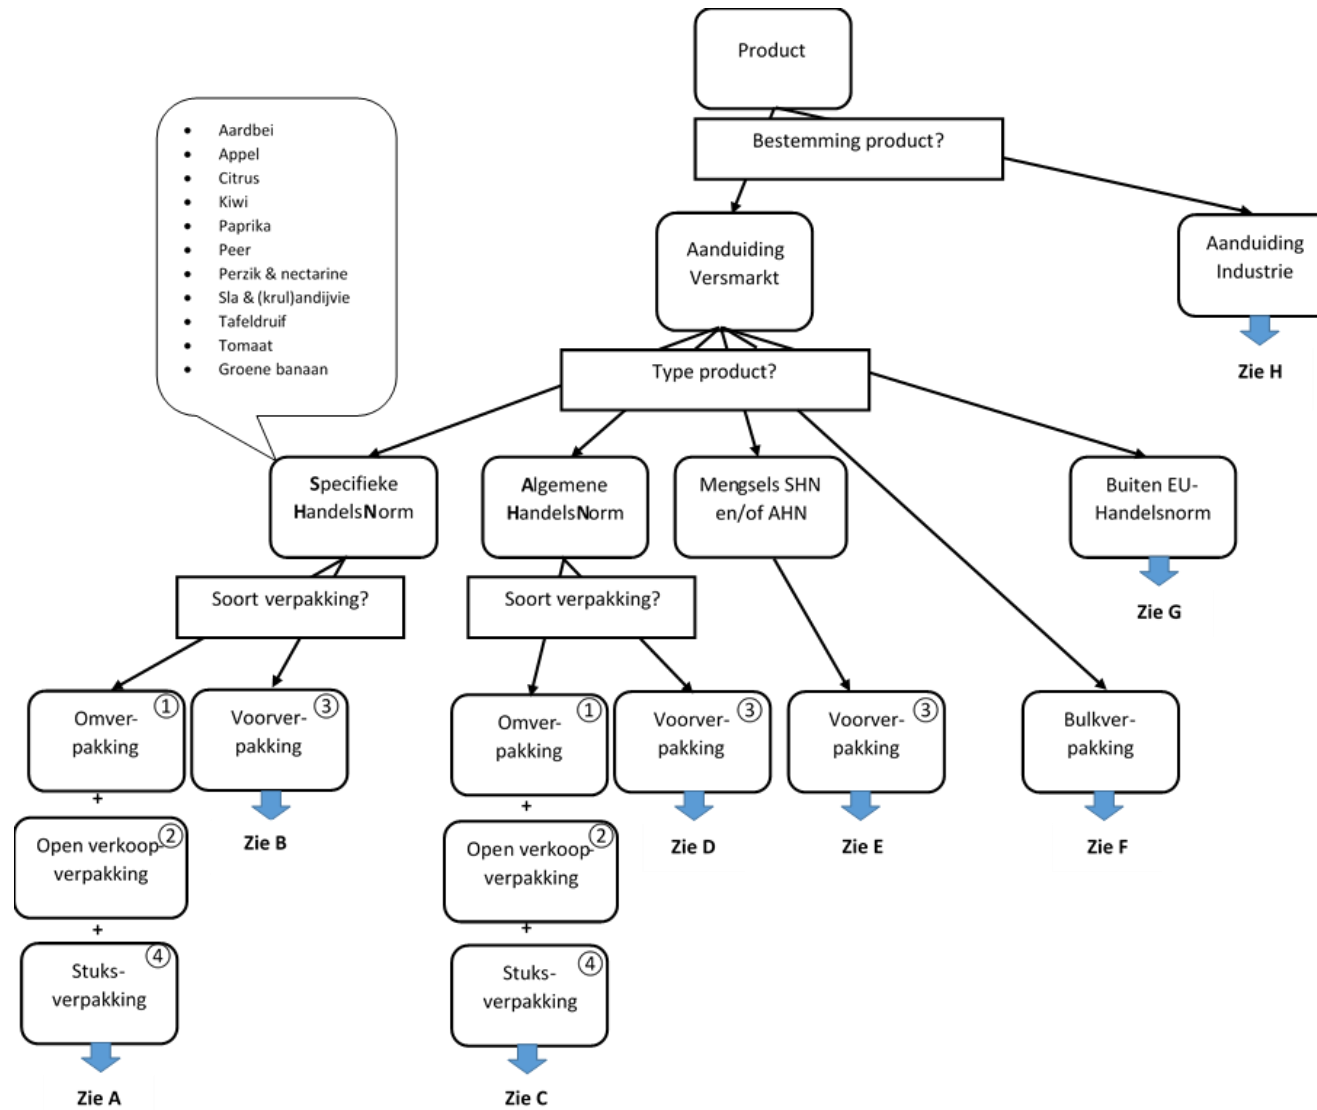 Product
Bestemming product?
Aardbei
Appel
Citrus
Kiwi
Paprika
Peer
Perzik & nectarine
Sla & (krul)andijvie
Tafeldruif
Tomaat
Groene banaan
Aanduiding
Versmarkt
Aanduiding
Industrie
Zie H
Type product?
Specifieke
HandelsNorm
Algemene
HandelsNorm
Mengsels SHN
en/of AHN
Buiten EU-
Handelsnorm
Zie G
Soort verpakking?
Soort verpakking?
1
Omver-
pakking
3
Voorver-
pakking
1
Omver-
pakking
3
Voorver-
pakking
3
Voorver-
pakking
Bulkver-
pakking
+
Zie B
+
Zie D
Zie E
Zie F
2
Open verkoop-
verpakking
2
Open verkoop-
verpakking
+
+
4
Stuks-
verpakking
4
Stuks-
verpakking
Zie A
Zie C